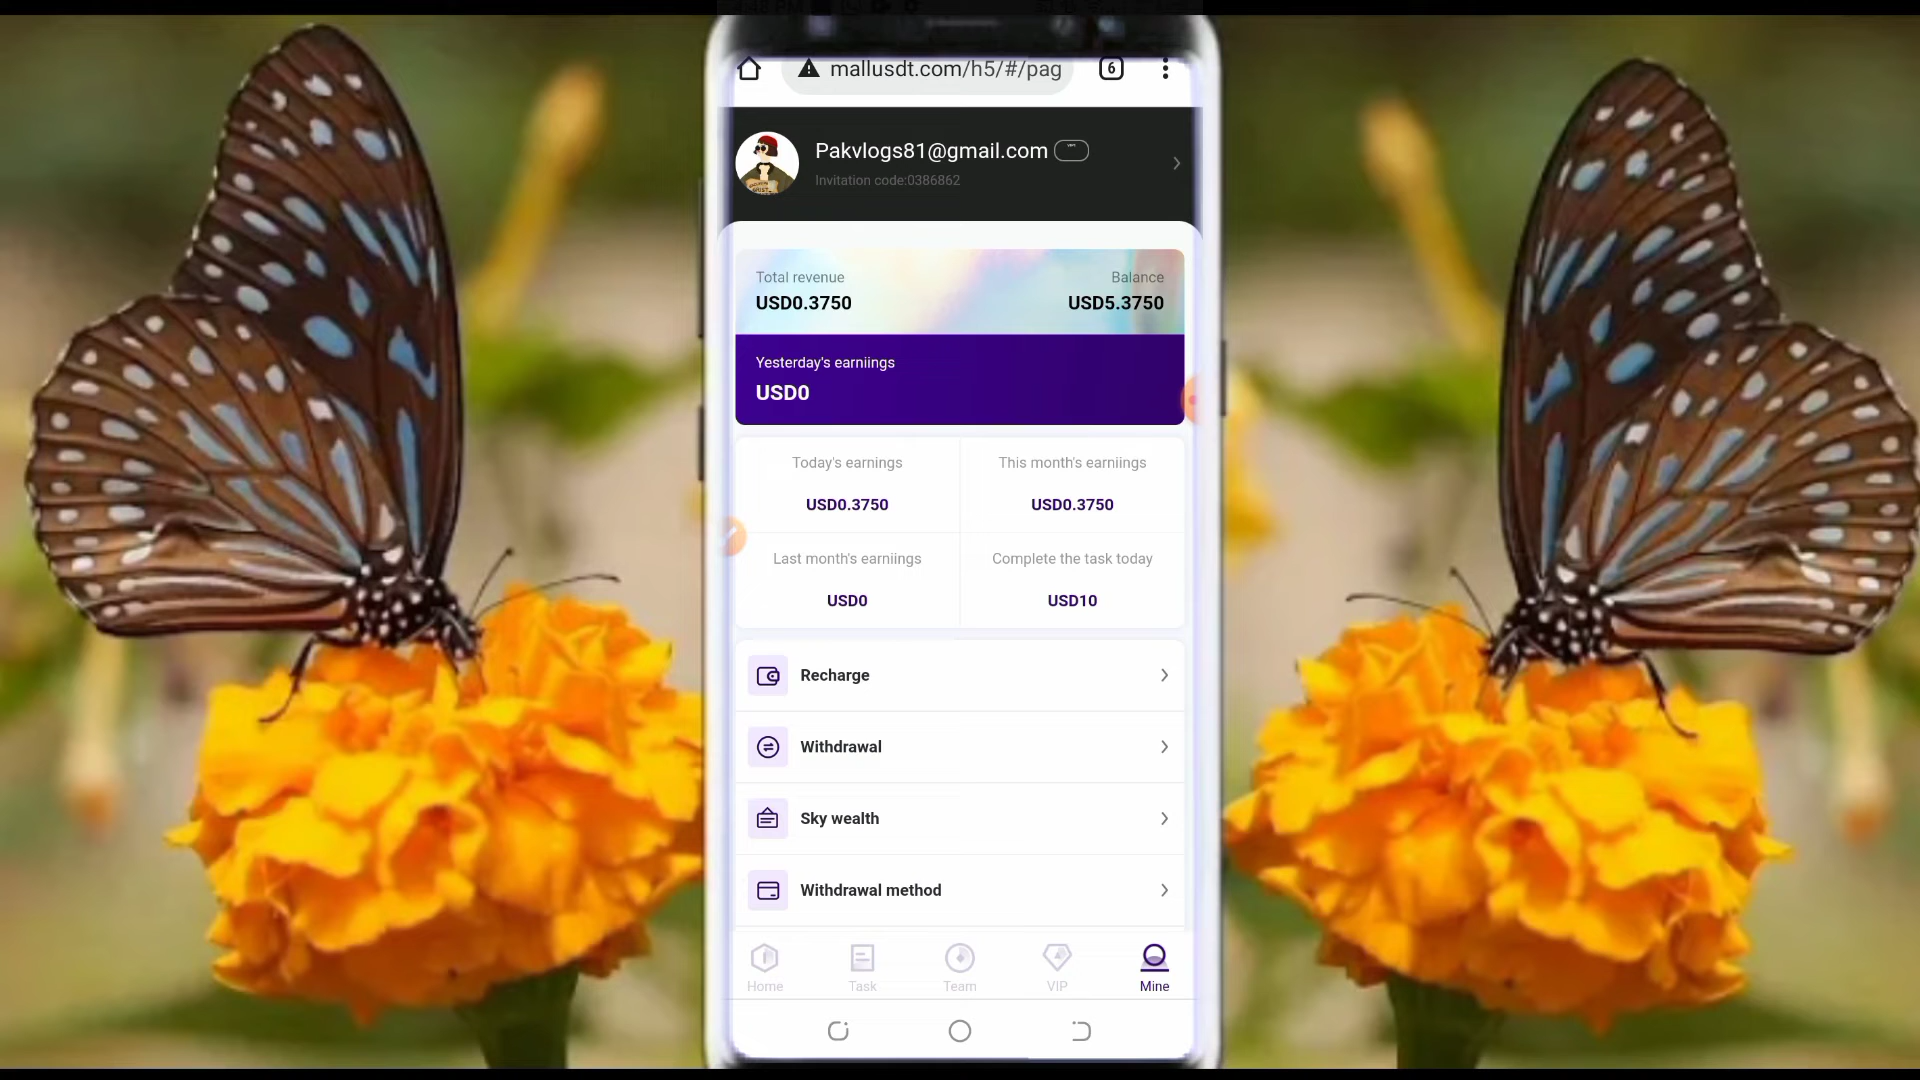 mallusdt.com/h5/#/pag
6
Pakvlogs81@gmail.com
Invitation code:0386862
Total revenue
Balance
USD0.3750
USD5.3750
Yesterday's earniings
USD0
Today's earnings
This month's earniings
USD0.3750
USD0.3750
Last month's earniings
Complete the task today
USD0
USD10
Recharge
Withdrawal
Sky wealth
Withdrawal method
Home
Task
Team
VIP
Mine